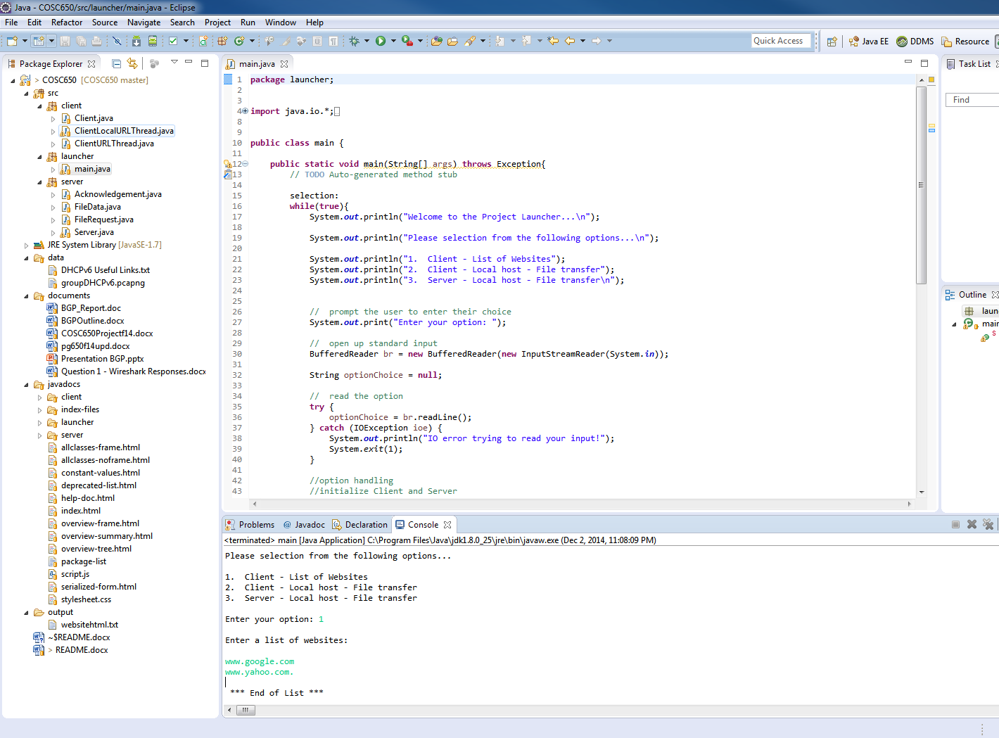 Java - COSC650/src/launcher/main.java - Eclipse
File Edit Refactor Source Navigate Search Project Run Window Help
Quick Access
Java EE
DDMS
Resource
Package Explorer
> COSC650 [COSC650 master]
src
client
Client.java
ClientLocalURLThread.java
ClientURLThread.java
launcher
main.java
server
Acknowledgement.java
FileData.java
FileRequest.java
Server.java
JRE System Library [JavaSE-1.7]
data
DHCPv6 Useful Links.txt
groupDHCPv6.pcapng
documents
BGP_Report.doc
BGPOutline.docx
COSC650Projectf14.docx
pg650f14upd.docx
Presentation BGP.pptx
Question 1 - Wireshark Responses.docx
javadocs
client
index-files
launcher
server
allclasses-frame.html
allclasses-noframe.html
constant-values.html
deprecated-list.html
help-doc.html
index.html
overview-frame.html
overview-summary.html
overview-tree.html
package-list
script.js
serialized-form.html
stylesheet.css
output
websitehtml.txt
~$README.docx
> README.docx
main.java
1 package launcher;
2
3
4 import java.io.*;
8
9
10 public class main {
11
12 public static void main(String[] args) throws Exception{
13 // TODO Auto-generated method stub
14
15 selection:
16 while(true){
17 System.out.println("Welcome to the Project Launcher...\n");
18
19 System.out.println("Please selection from the following options...\n");
20
21 System.out.println("1.  Client - List of Websites");
22 System.out.println("2.  Client - Local host - File transfer");
23 System.out.println("3.  Server - Local host - File transfer\n");
24
25
26 //  prompt the user to enter their choice
27 System.out.print("Enter your option: ");
28
29 //  open up standard input
30 BufferedReader br = new BufferedReader(new InputStreamReader(System.in));
31
32 String optionChoice = null;
33
34 //  read the option
35 try {
36 optionChoice = br.readLine();
37 } catch (IOException ioe) {
38 System.out.println("IO error trying to read your input!");
39 System.exit(1);
40 }
41
42 //option handling
43 //initialize Client and Server
Task List
Find
Outline
laun
main
S
Problems @ Javadoc Declaration Console
<terminated> main [Java Application] C:\Program Files\Java\jdk1.8.0_25\jre\bin\javaw.exe (Dec 2, 2014, 11:08:09 PM)
Please selection from the following options...
1.  Client - List of Websites
2.  Client - Local host - File transfer
3.  Server - Local host - File transfer
Enter your option: 1
Enter a list of websites:
www.google.com
www.yahoo.com.
*** End of List ***